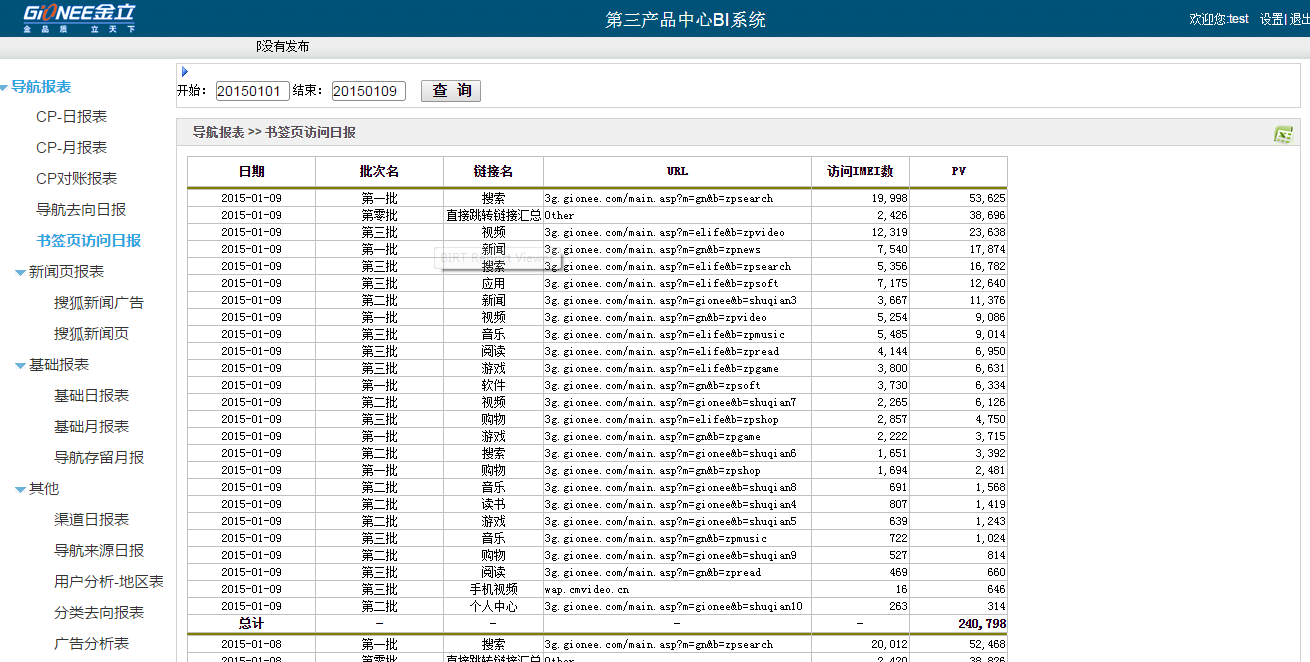 GiONEE金立
金 品 质 立 天 下
第三产品中心BI系统
欢迎您:test 设置|退出
没有发布
导航报表
CP-日报表
CP-月报表
CP对账报表
导航去向日报
书签页访问日报
新闻页报表
搜狐新闻广告
搜狐新闻页
基础报表
基础日报表
基础月报表
导航存留月报
其他
渠道日报表
导航来源日报
用户分析-地区表
分类去向报表
广告分析表
开始: 20150101 结束: 20150109 查 询
导航报表 >> 书签页访问日报
日期 批次名 链接名 URL 访问IMEI数 PV
2015-01-09 第一批 搜索 3g.gionee.com/main.asp?m=gn&b=zpsearch 19,998 53,625
2015-01-09 第零批 直接跳转链接汇总 Other 2,426 38,696
2015-01-09 第三批 视频 3g.gionee.com/main.asp?m=elife&b=zpvideo 12,319 23,638
2015-01-09 第一批 新闻 3g.gionee.com/main.asp?m=gn&b=zpnews 7,540 17,874
2015-01-09 第三批 搜索 3g.gionee.com/main.asp?m=elife&b=zpsearch 5,356 16,782
2015-01-09 第三批 应用 3g.gionee.com/main.asp?m=elife&b=zpsoft 7,175 12,640
2015-01-09 第二批 新闻 3g.gionee.com/main.asp?m=gionee&b=shuqian3 3,667 11,376
2015-01-09 第一批 视频 3g.gionee.com/main.asp?m=gn&b=zpvideo 5,254 9,086
2015-01-09 第三批 音乐 3g.gionee.com/main.asp?m=elife&b=zpmusic 5,485 9,014
2015-01-09 第三批 阅读 3g.gionee.com/main.asp?m=elife&b=zpread 4,144 6,950
2015-01-09 第三批 游戏 3g.gionee.com/main.asp?m=elife&b=zpgame 3,800 6,631
2015-01-09 第一批 软件 3g.gionee.com/main.asp?m=gn&b=zpsoft 3,730 6,334
2015-01-09 第二批 视频 3g.gionee.com/main.asp?m=gionee&b=shuqian7 2,265 6,126
2015-01-09 第三批 购物 3g.gionee.com/main.asp?m=elife&b=zpshop 2,857 4,750
2015-01-09 第一批 游戏 3g.gionee.com/main.asp?m=gn&b=zpgame 2,222 3,715
2015-01-09 第二批 搜索 3g.gionee.com/main.asp?m=gionee&b=shuqian6 1,651 3,392
2015-01-09 第一批 购物 3g.gionee.com/main.asp?m=gn&b=zpshop 1,694 2,481
2015-01-09 第二批 音乐 3g.gionee.com/main.asp?m=gionee&b=shuqian8 691 1,568
2015-01-09 第二批 读书 3g.gionee.com/main.asp?m=gionee&b=shuqian4 807 1,419
2015-01-09 第二批 游戏 3g.gionee.com/main.asp?m=gionee&b=shuqian5 639 1,243
2015-01-09 第三批 音乐 3g.gionee.com/main.asp?m=gn&b=zpmusic 722 1,024
2015-01-09 第二批 购物 3g.gionee.com/main.asp?m=gionee&b=shuqian9 527 814
2015-01-09 第三批 阅读 3g.gionee.com/main.asp?m=gn&b=zpread 469 660
2015-01-09 第三批 手机视频 wap.cmvideo.cn 16 646
2015-01-09 第二批 个人中心 3g.gionee.com/main.asp?m=gionee&b=shuqian10 263 314
总计 - - - - 240,798
2015-01-08 第一批 搜索 3g.gionee.com/main.asp?m=gn&b=zpsearch 20,012 52,468
2015-01-08 第零批 直接跳转链接汇总 Other 2,420 38,826